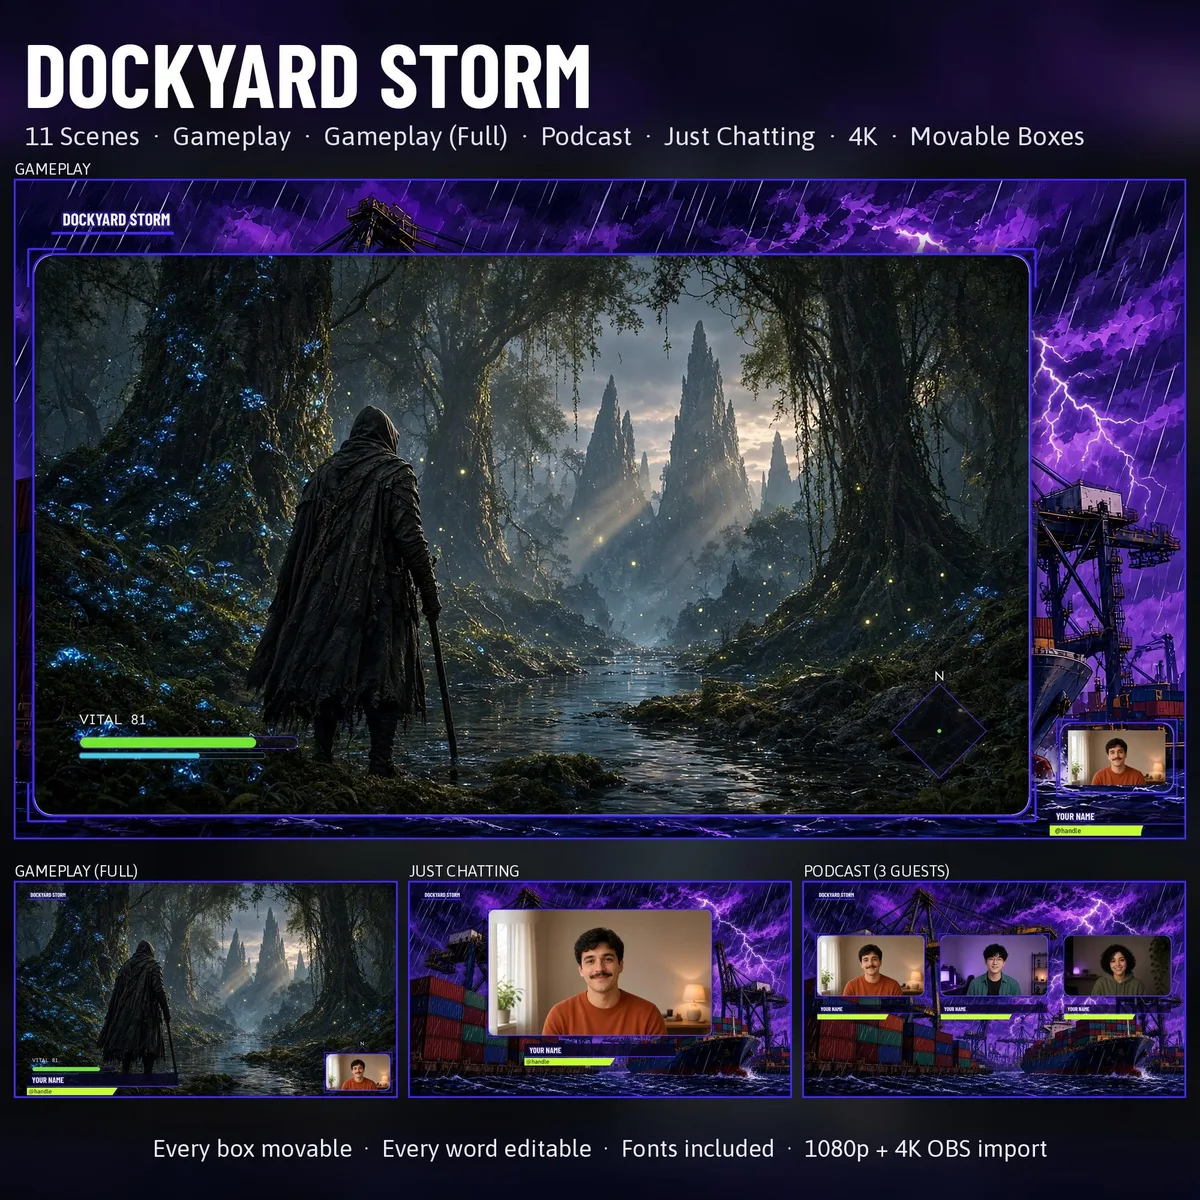 DOCKYARD STORM
11 Scenes · Gameplay · Gameplay (Full) · Podcast · Just Chatting · 4K · Movable Boxes
GAMEPLAY
DOCKYARD STORM
N
VITAL 81
YOUR NAME
@handle
GAMEPLAY (FULL)
DOCKYARD STORM
N
VITAL 81
YOUR NAME
@handle
JUST CHATTING
DOCKYARD STORM
YOUR NAME
@handle
PODCAST (3 GUESTS)
DOCKYARD STORM
YOUR NAME
YOUR NAME
YOUR NAME
Every box movable · Every word editable · Fonts included · 1080p + 4K OBS import